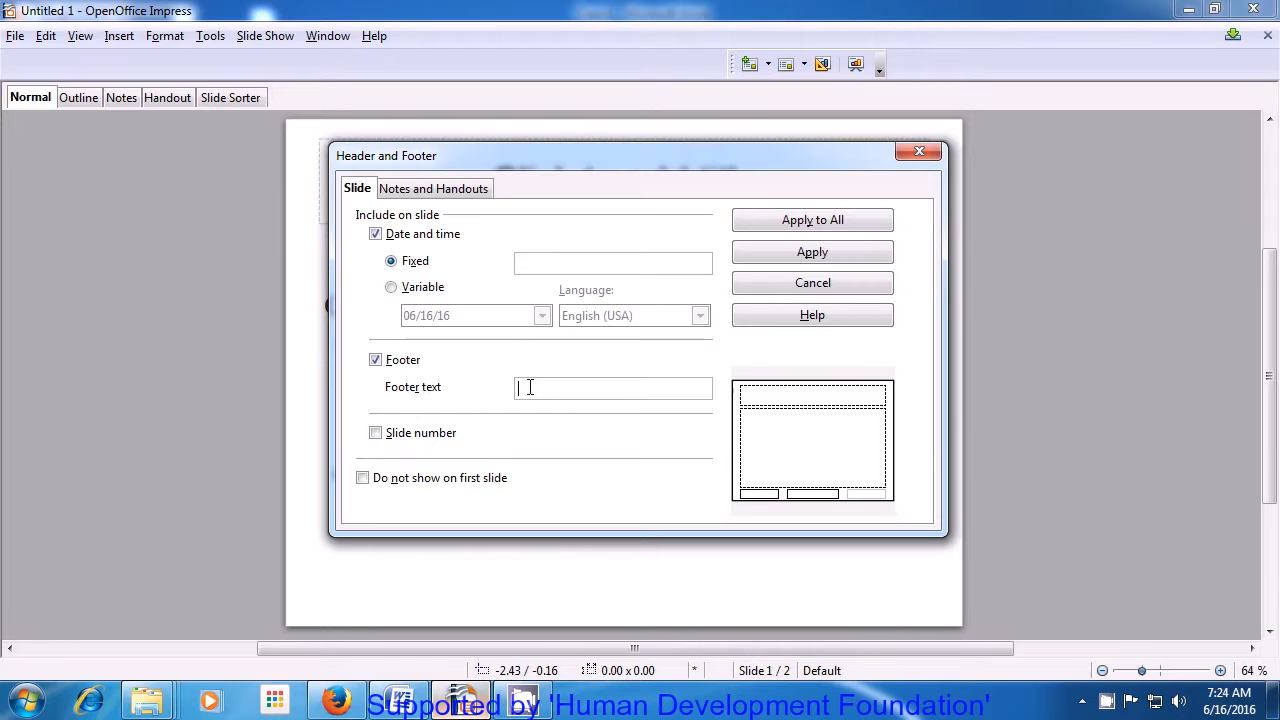 Untitled 1 - OpenOffice Impress
File Edit View Insert Format Tools Slide Show Window Help
Normal Outline Notes Handout Slide Sorter
Header and Footer
Slide Notes and Handouts
Include on slide
Date and time
Fixed
Variable
Language:
06/16/16 English (USA)
Footer
Footer text
Slide number
Do not show on first slide
Apply to All
Apply
Cancel
Help
-2.43 / -0.16 0.00 x 0.00 * Slide 1 / 2 Default 64 %
7:24 AM
6/16/2016
Supported by 'Human Development Foundation'